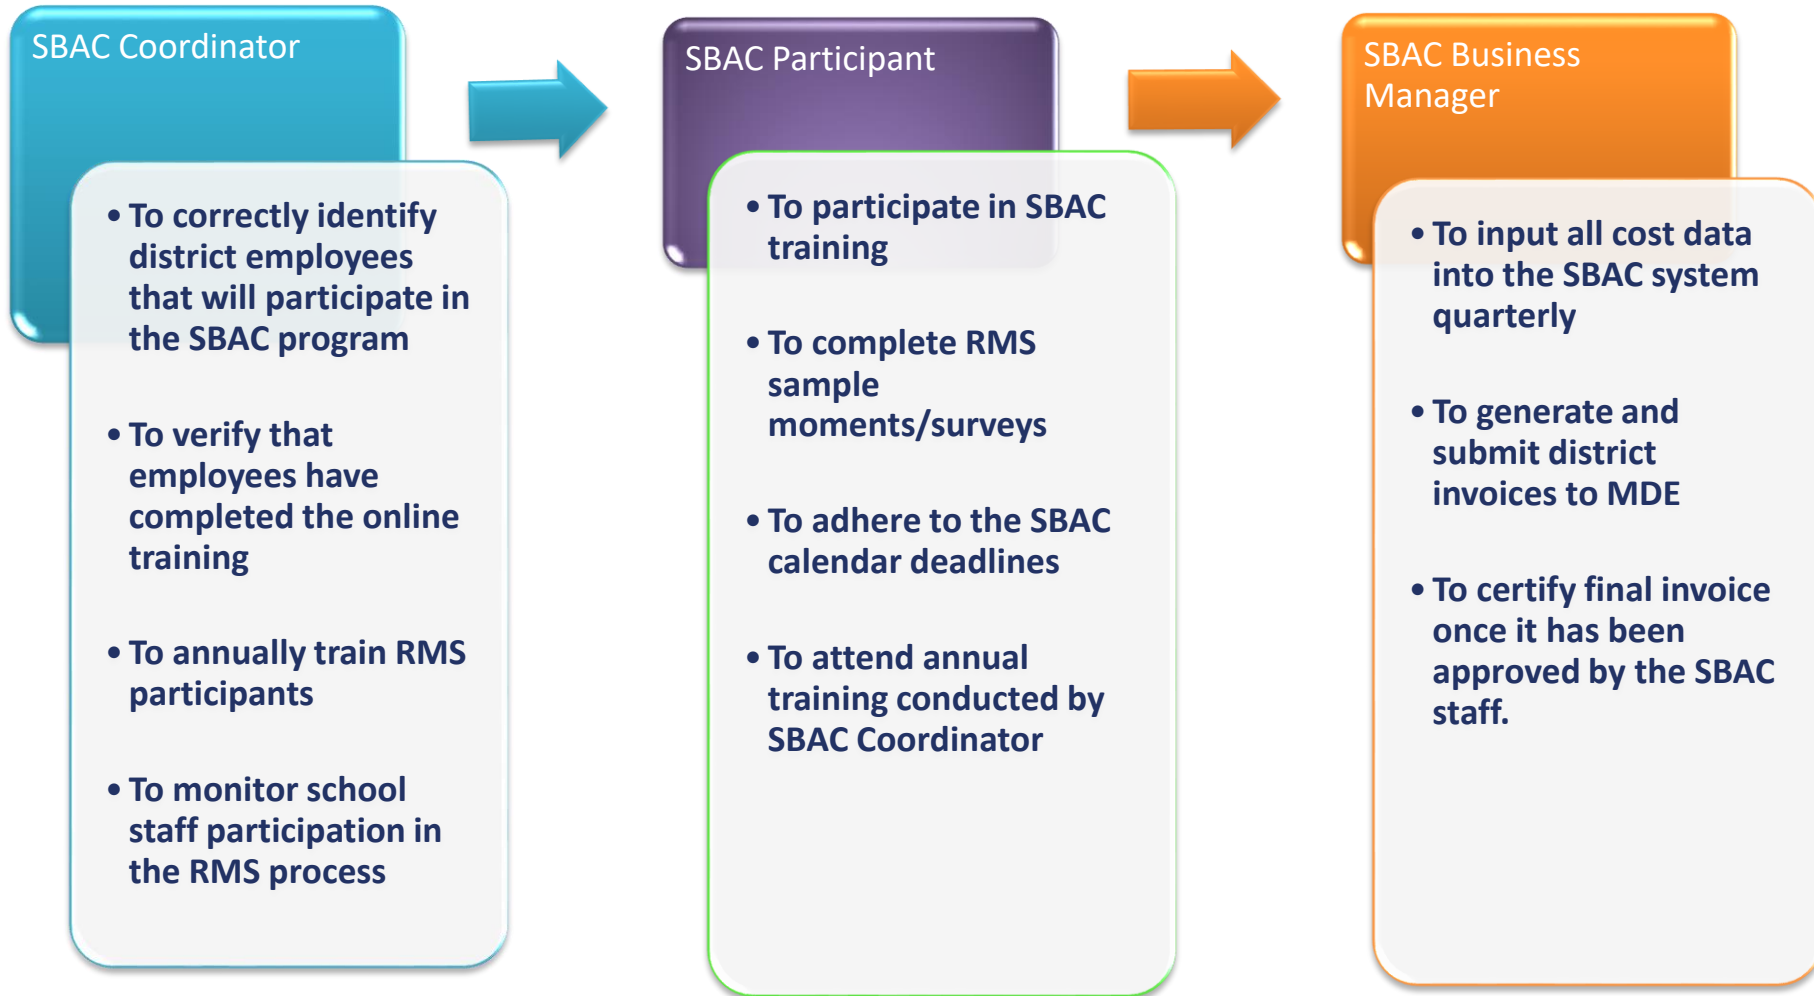 SBAC Coordinator
• To correctly identify
district employees
that will participate in
the SBAC program
• To verify that
employees have
completed the online
training
• To annually train RMS
participants
• To monitor school
staff participation in
the RMS process
SBAC Participant
• To participate in SBAC
training
• To complete RMS
sample
moments/surveys
• To adhere to the SBAC
calendar deadlines
• To attend annual
training conducted by
SBAC Coordinator
SBAC Business
Manager
• To input all cost data
into the SBAC system
quarterly
• To generate and
submit district
invoices to MDE
• To certify final invoice
once it has been
approved by the SBAC
staff.